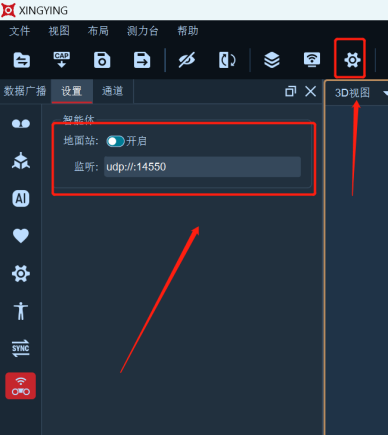 XINGYING
文件 视图 布局 测力台 帮助
CAP
数据广播 设置 通道 3D视图
智能体
地面站: 开启
监听: udp://:14550
AI
SYNC